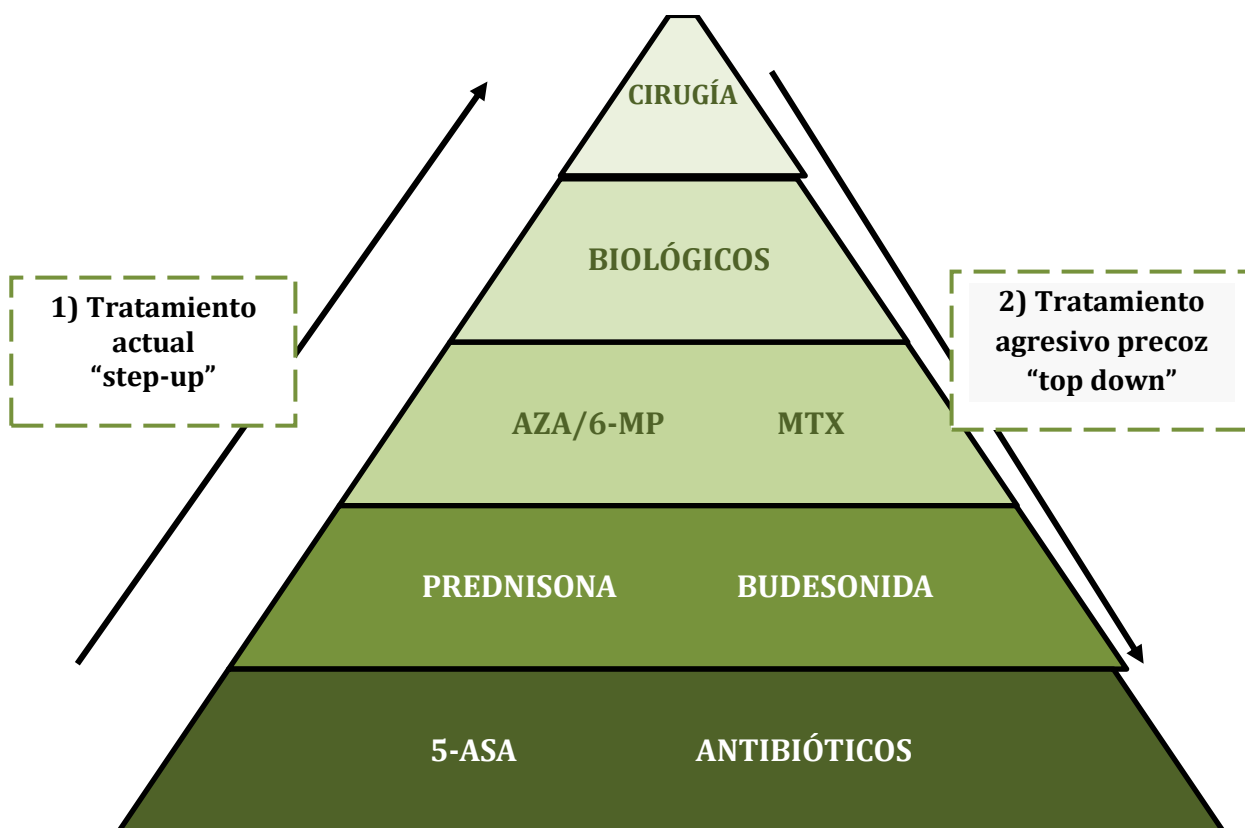 CIRUGÍA
BIOLÓGICOS
1) Tratamiento
actual
“step-up”
2) Tratamiento
agresivo precoz
“top down”
AZA/6-MP MTX
PREDNISONA BUDESONIDA
5-ASA ANTIBIÓTICOS